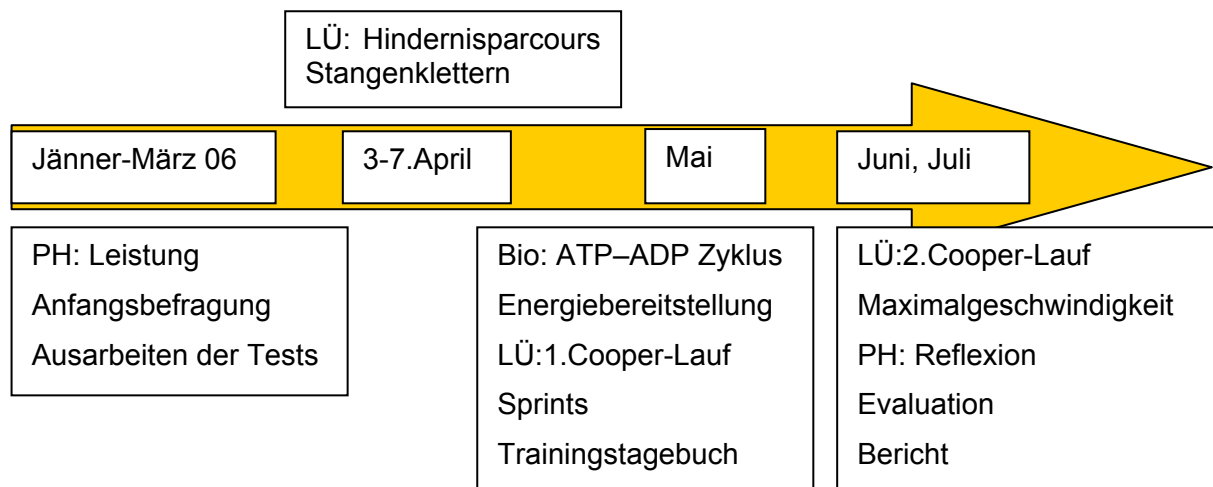 LÜ: Hindernisparcours
Stangenklettern
Jänner-März 06
3-7.April
Mai
Juni, Juli
PH: Leistung
Anfangsbefragung
Ausarbeiten der Tests
Bio: ATP–ADP Zyklus
Energiebereitstellung
LÜ:1.Cooper-Lauf
Sprints
Trainingstagebuch
LÜ:2.Cooper-Lauf
Maximalgeschwindigkeit
PH: Reflexion
Evaluation
Bericht